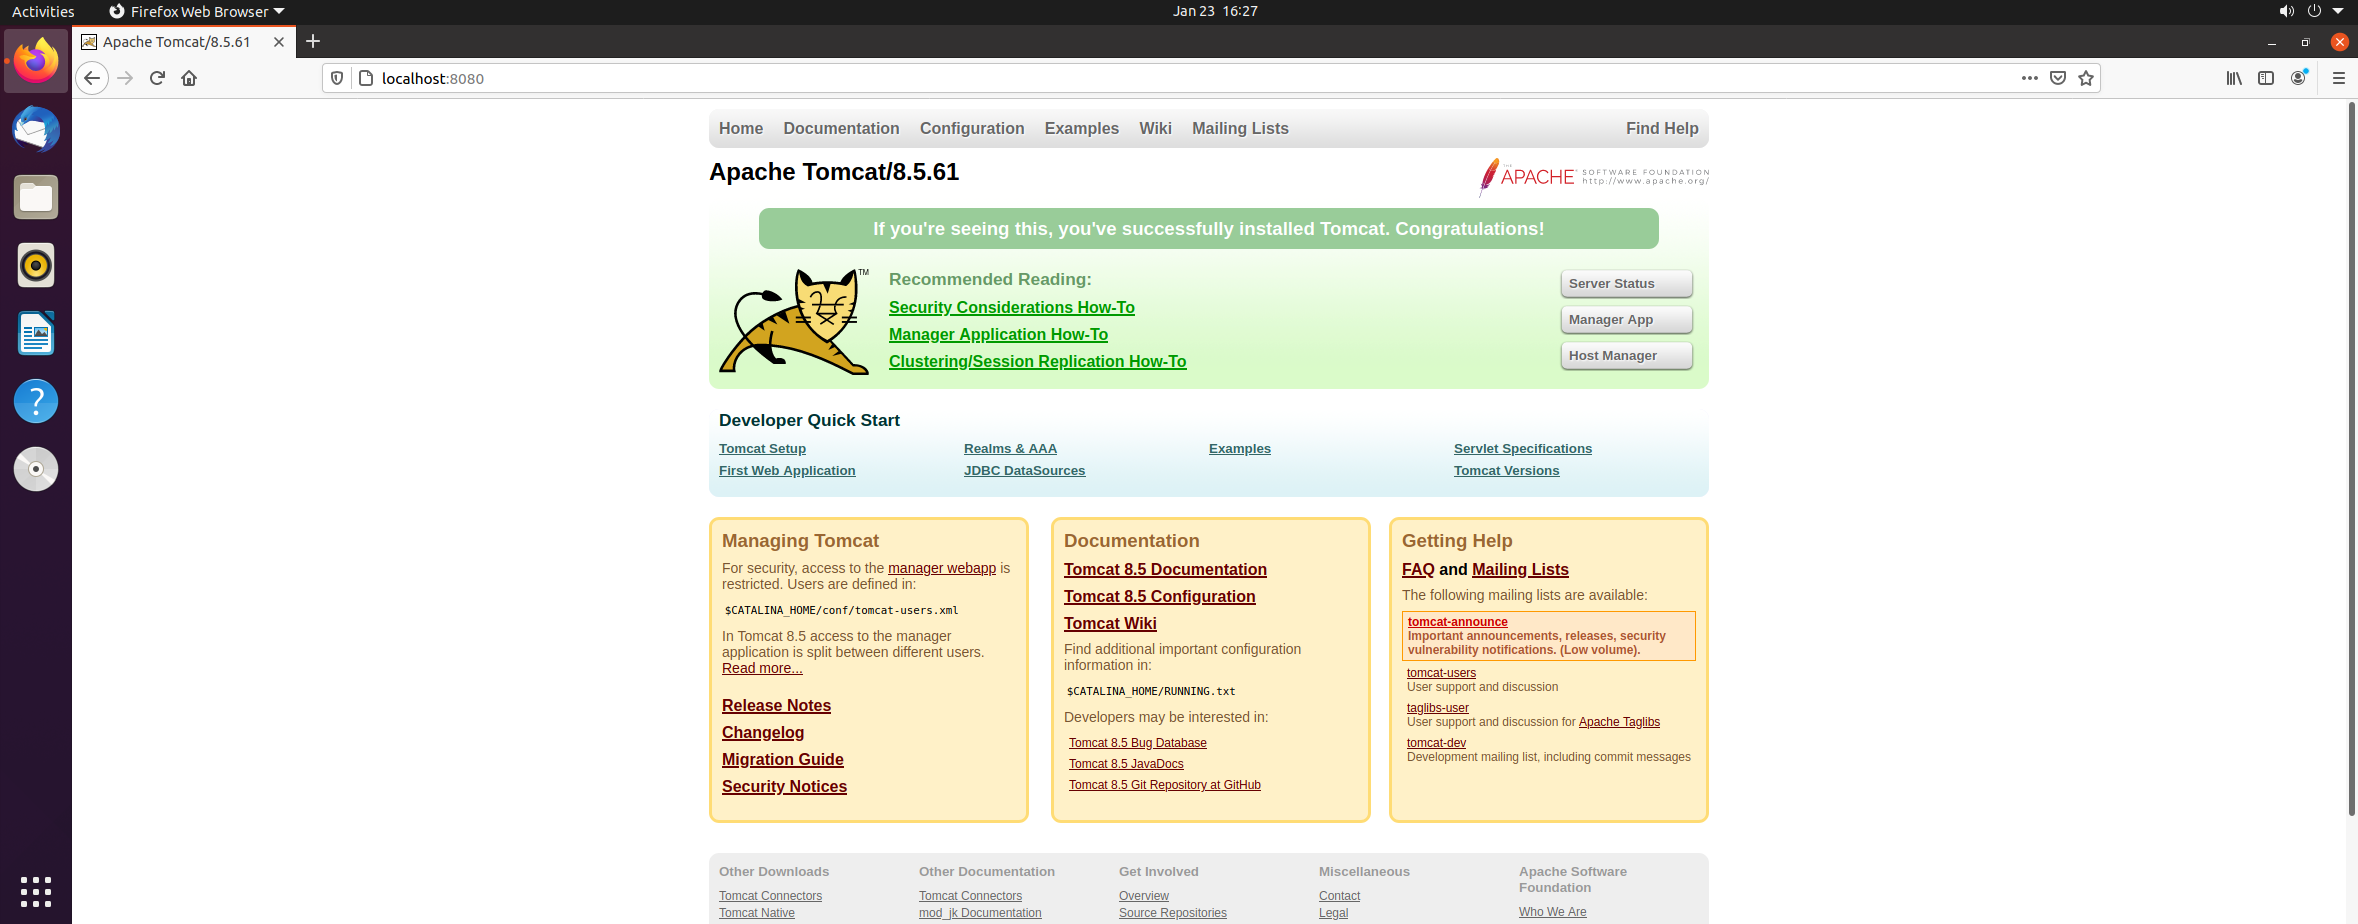 Activities
Firefox Web Browser
Jan 23 16:27
Apache Tomcat/8.5.61
localhost:8080
Home Documentation Configuration Examples Wiki Mailing Lists Find Help
Apache Tomcat/8.5.61
THE APACHE SOFTWARE FOUNDATION
http://www.apache.org/
If you're seeing this, you've successfully installed Tomcat. Congratulations!
TM
Recommended Reading:
Security Considerations How-To
Manager Application How-To
Clustering/Session Replication How-To
Server Status
Manager App
Host Manager
Developer Quick Start
Tomcat Setup
First Web Application
Realms & AAA
JDBC DataSources
Examples
Servlet Specifications
Tomcat Versions
Managing Tomcat
For security, access to the manager webapp is
restricted. Users are defined in:
$CATALINA_HOME/conf/tomcat-users.xml
In Tomcat 8.5 access to the manager
application is split between different users.
Read more...
Release Notes
Changelog
Migration Guide
Security Notices
Documentation
Tomcat 8.5 Documentation
Tomcat 8.5 Configuration
Tomcat Wiki
Find additional important configuration
information in:
$CATALINA_HOME/RUNNING.txt
Developers may be interested in:
Tomcat 8.5 Bug Database
Tomcat 8.5 JavaDocs
Tomcat 8.5 Git Repository at GitHub
Getting Help
FAQ and Mailing Lists
The following mailing lists are available:
tomcat-announce
Important announcements, releases, security
vulnerability notifications. (Low volume).
tomcat-users
User support and discussion
taglibs-user
User support and discussion for Apache Taglibs
tomcat-dev
Development mailing list, including commit messages
Other Downloads
Tomcat Connectors
Tomcat Native
Other Documentation
Tomcat Connectors
mod_jk Documentation
Get Involved
Overview
Source Repositories
Miscellaneous
Contact
Legal
Apache Software
Foundation
Who We Are